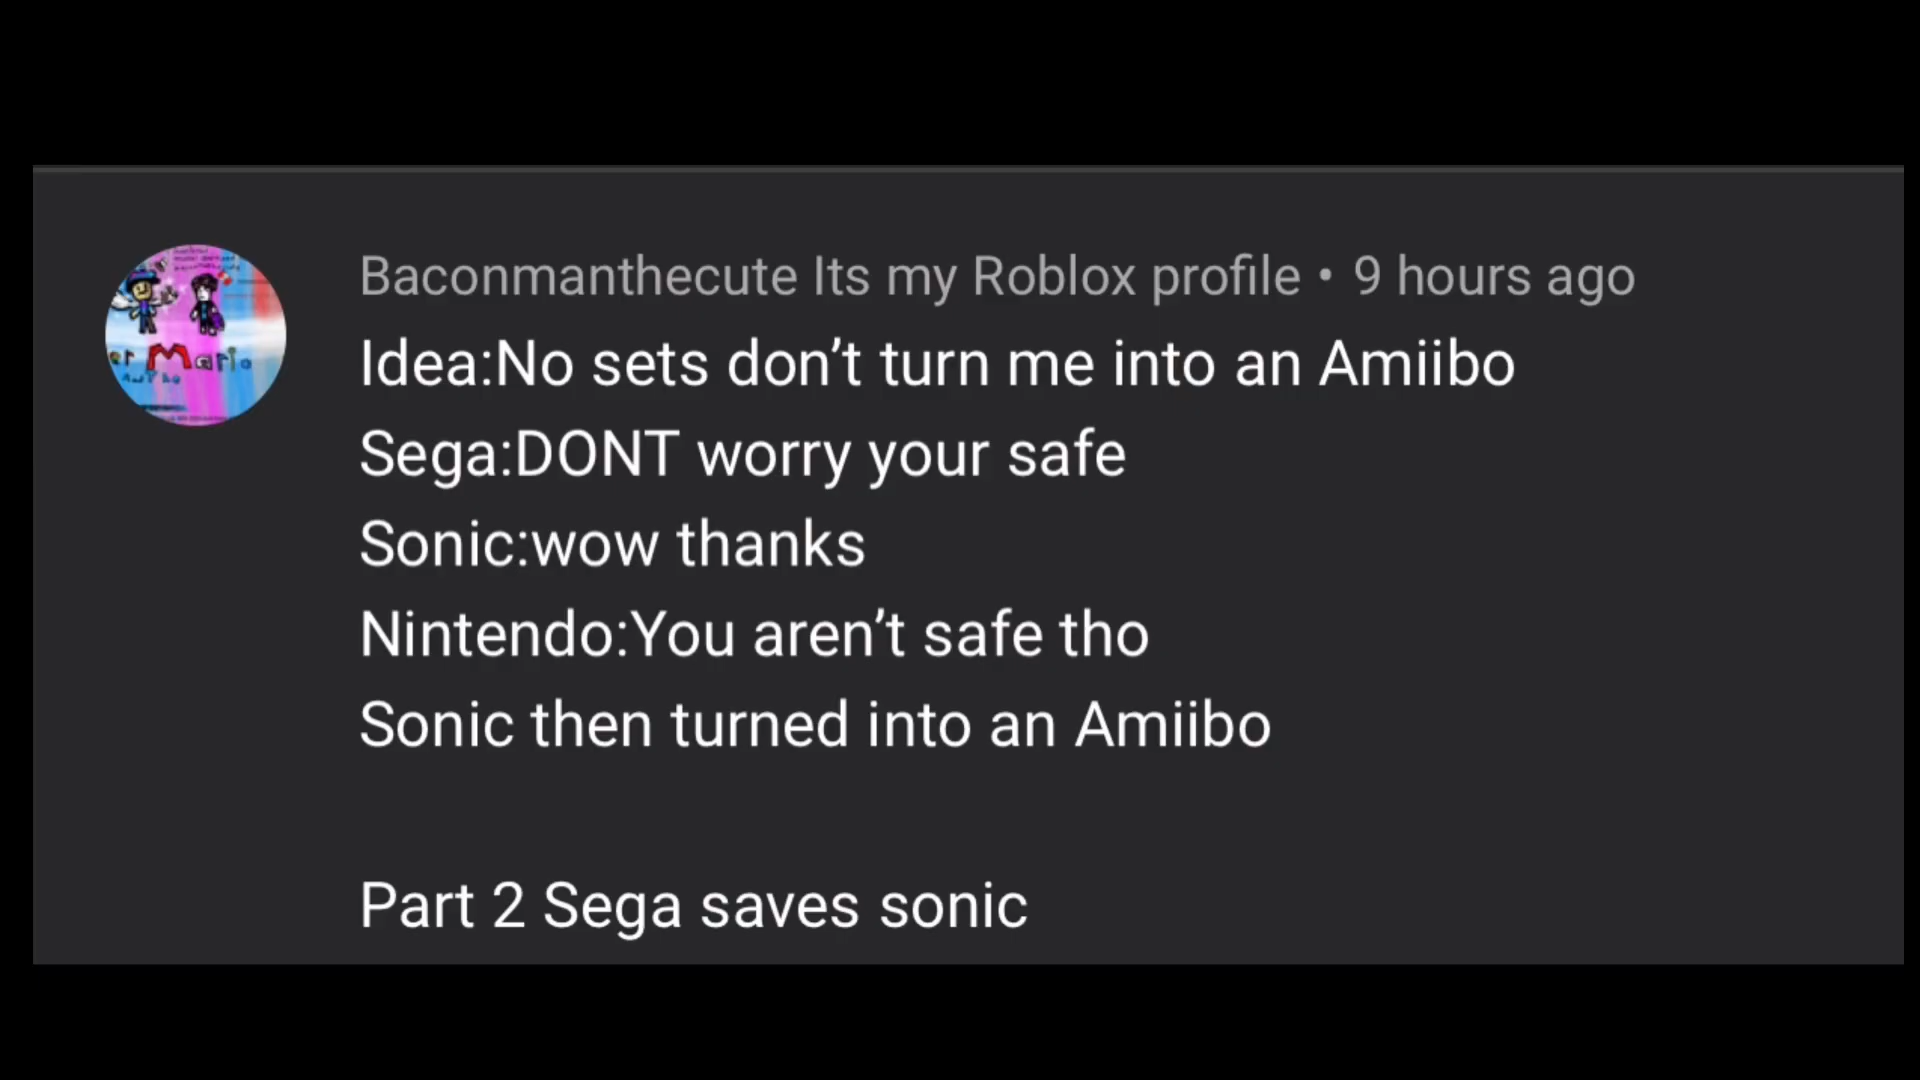 Baconmanthecute Its my Roblox profile • 9 hours ago
Idea:No sets don’t turn me into an Amiibo
Sega:DONT worry your safe
Sonic:wow thanks
Nintendo:You aren’t safe tho
Sonic then turned into an Amiibo
Part 2 Sega saves sonic
er Mario